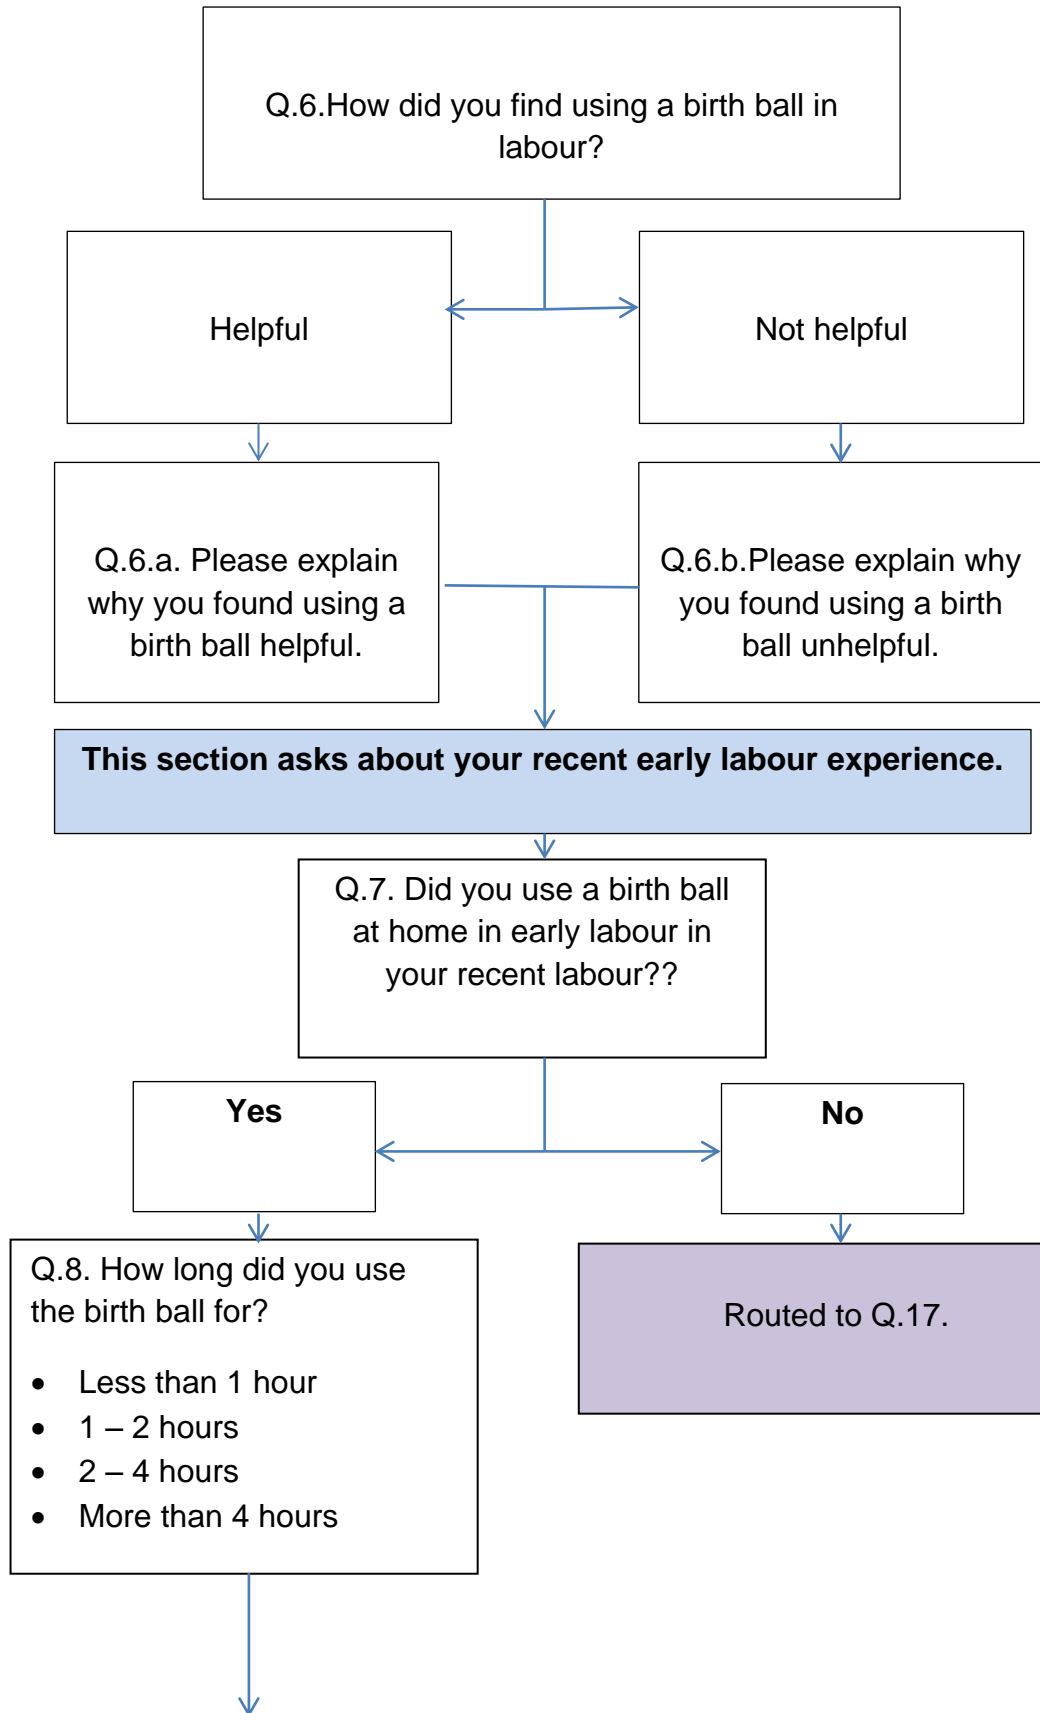 Q.6.How did you find using a birth ball in
labour?
Helpful
Not helpful
Q.6.a. Please explain
why you found using a
birth ball helpful.
Q.6.b.Please explain why
you found using a birth
ball unhelpful.
This section asks about your recent early labour experience.
Q.7. Did you use a birth ball
at home in early labour in
your recent labour??
Yes
No
Q.8. How long did you use
the birth ball for?
• Less than 1 hour
• 1 – 2 hours
• 2 – 4 hours
• More than 4 hours
Routed to Q.17.